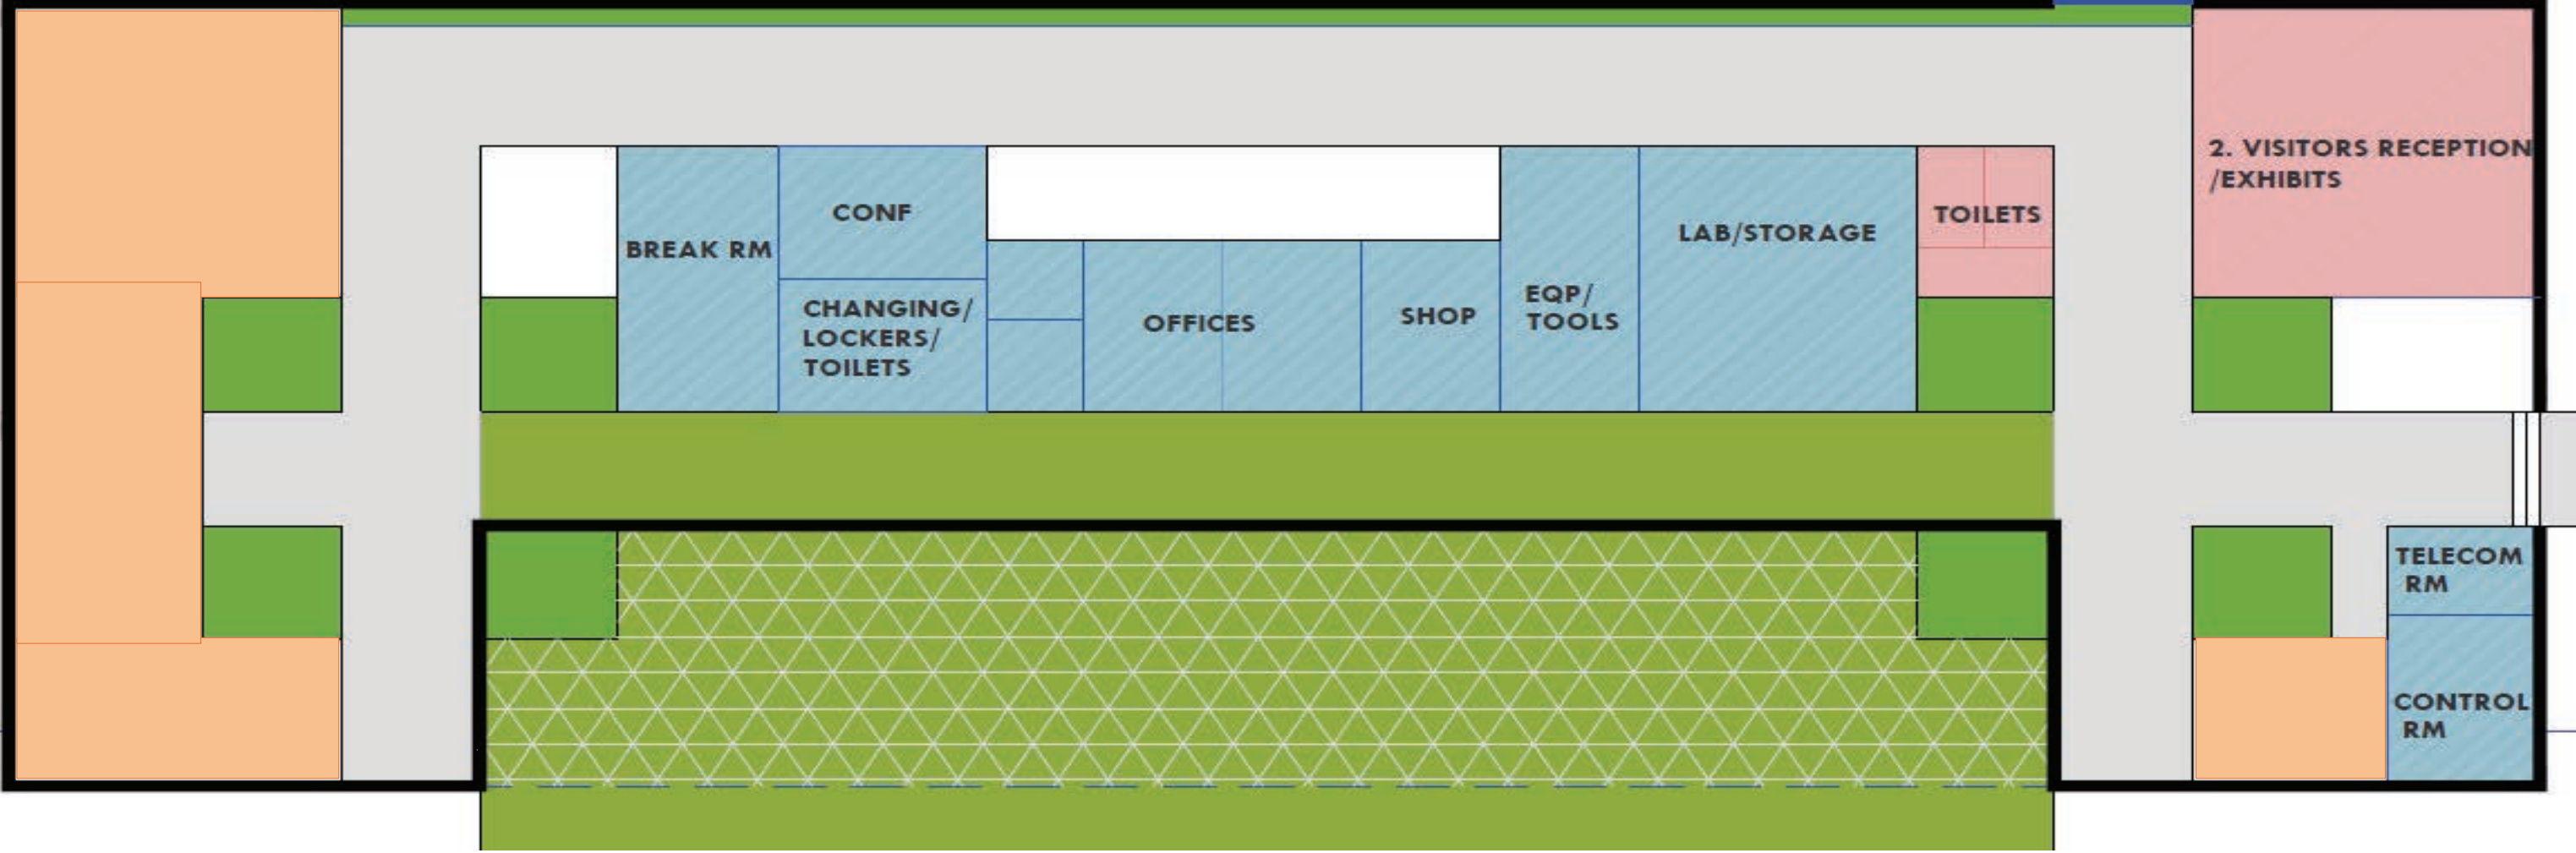 2. VISITORS RECEPTION
/EXHIBITS
CONF
TOILETS
BREAK RM
LAB/STORAGE
CHANGING/
LOCKERS/
TOILETS
OFFICES
SHOP
EQP/
TOOLS
TELECOM
RM
CONTROL
RM